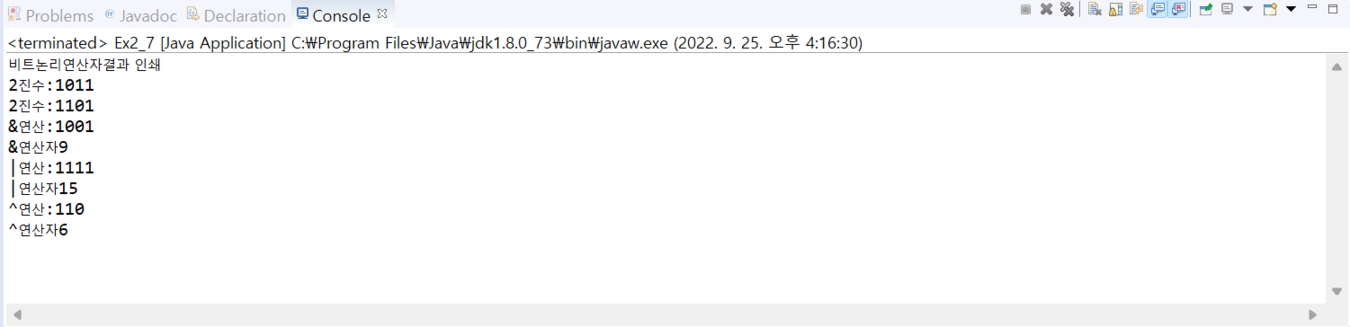 Problems @ Javadoc Declaration Console
<terminated> Ex2_7 [Java Application] C:₩Program Files₩Java₩jdk1.8.0_73₩bin₩javaw.exe (2022. 9. 25. 오후 4:16:30)
비트논리연산자결과 인쇄
2진수:1011
2진수:1101
&연산:1001
&연산자9
|연산:1111
|연산자15
^연산:110
^연산자6